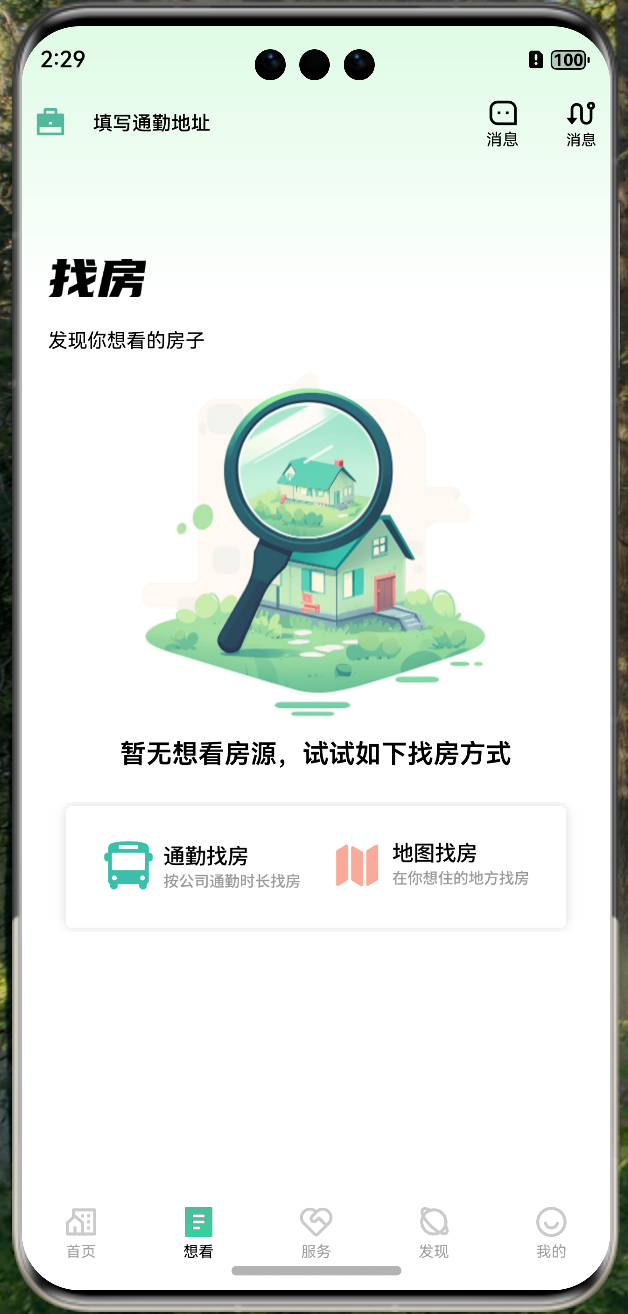 2:29
100
填写通勤地址
消息
消息
找房
发现你想看的房子
暂无想看房源，试试如下找房方式
通勤找房
按公司通勤时长找房
地图找房
在你想住的地方找房
首页
想看
服务
发现
我的